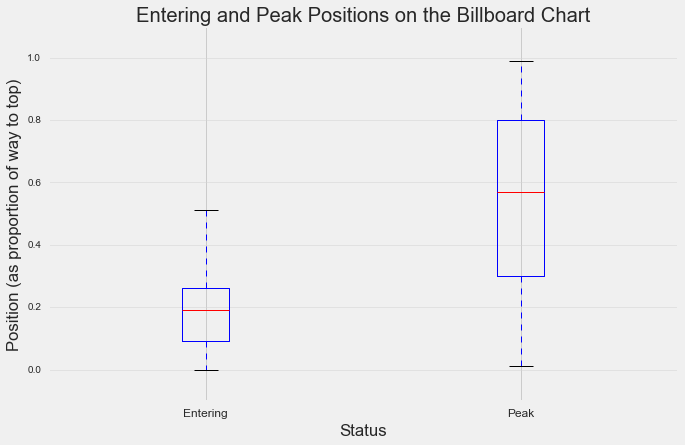 Entering and Peak Positions on the Billboard Chart
Position (as proportion of way to top)
1.0
0.8
0.6
0.4
0.2
0.0
Entering
Peak
Status